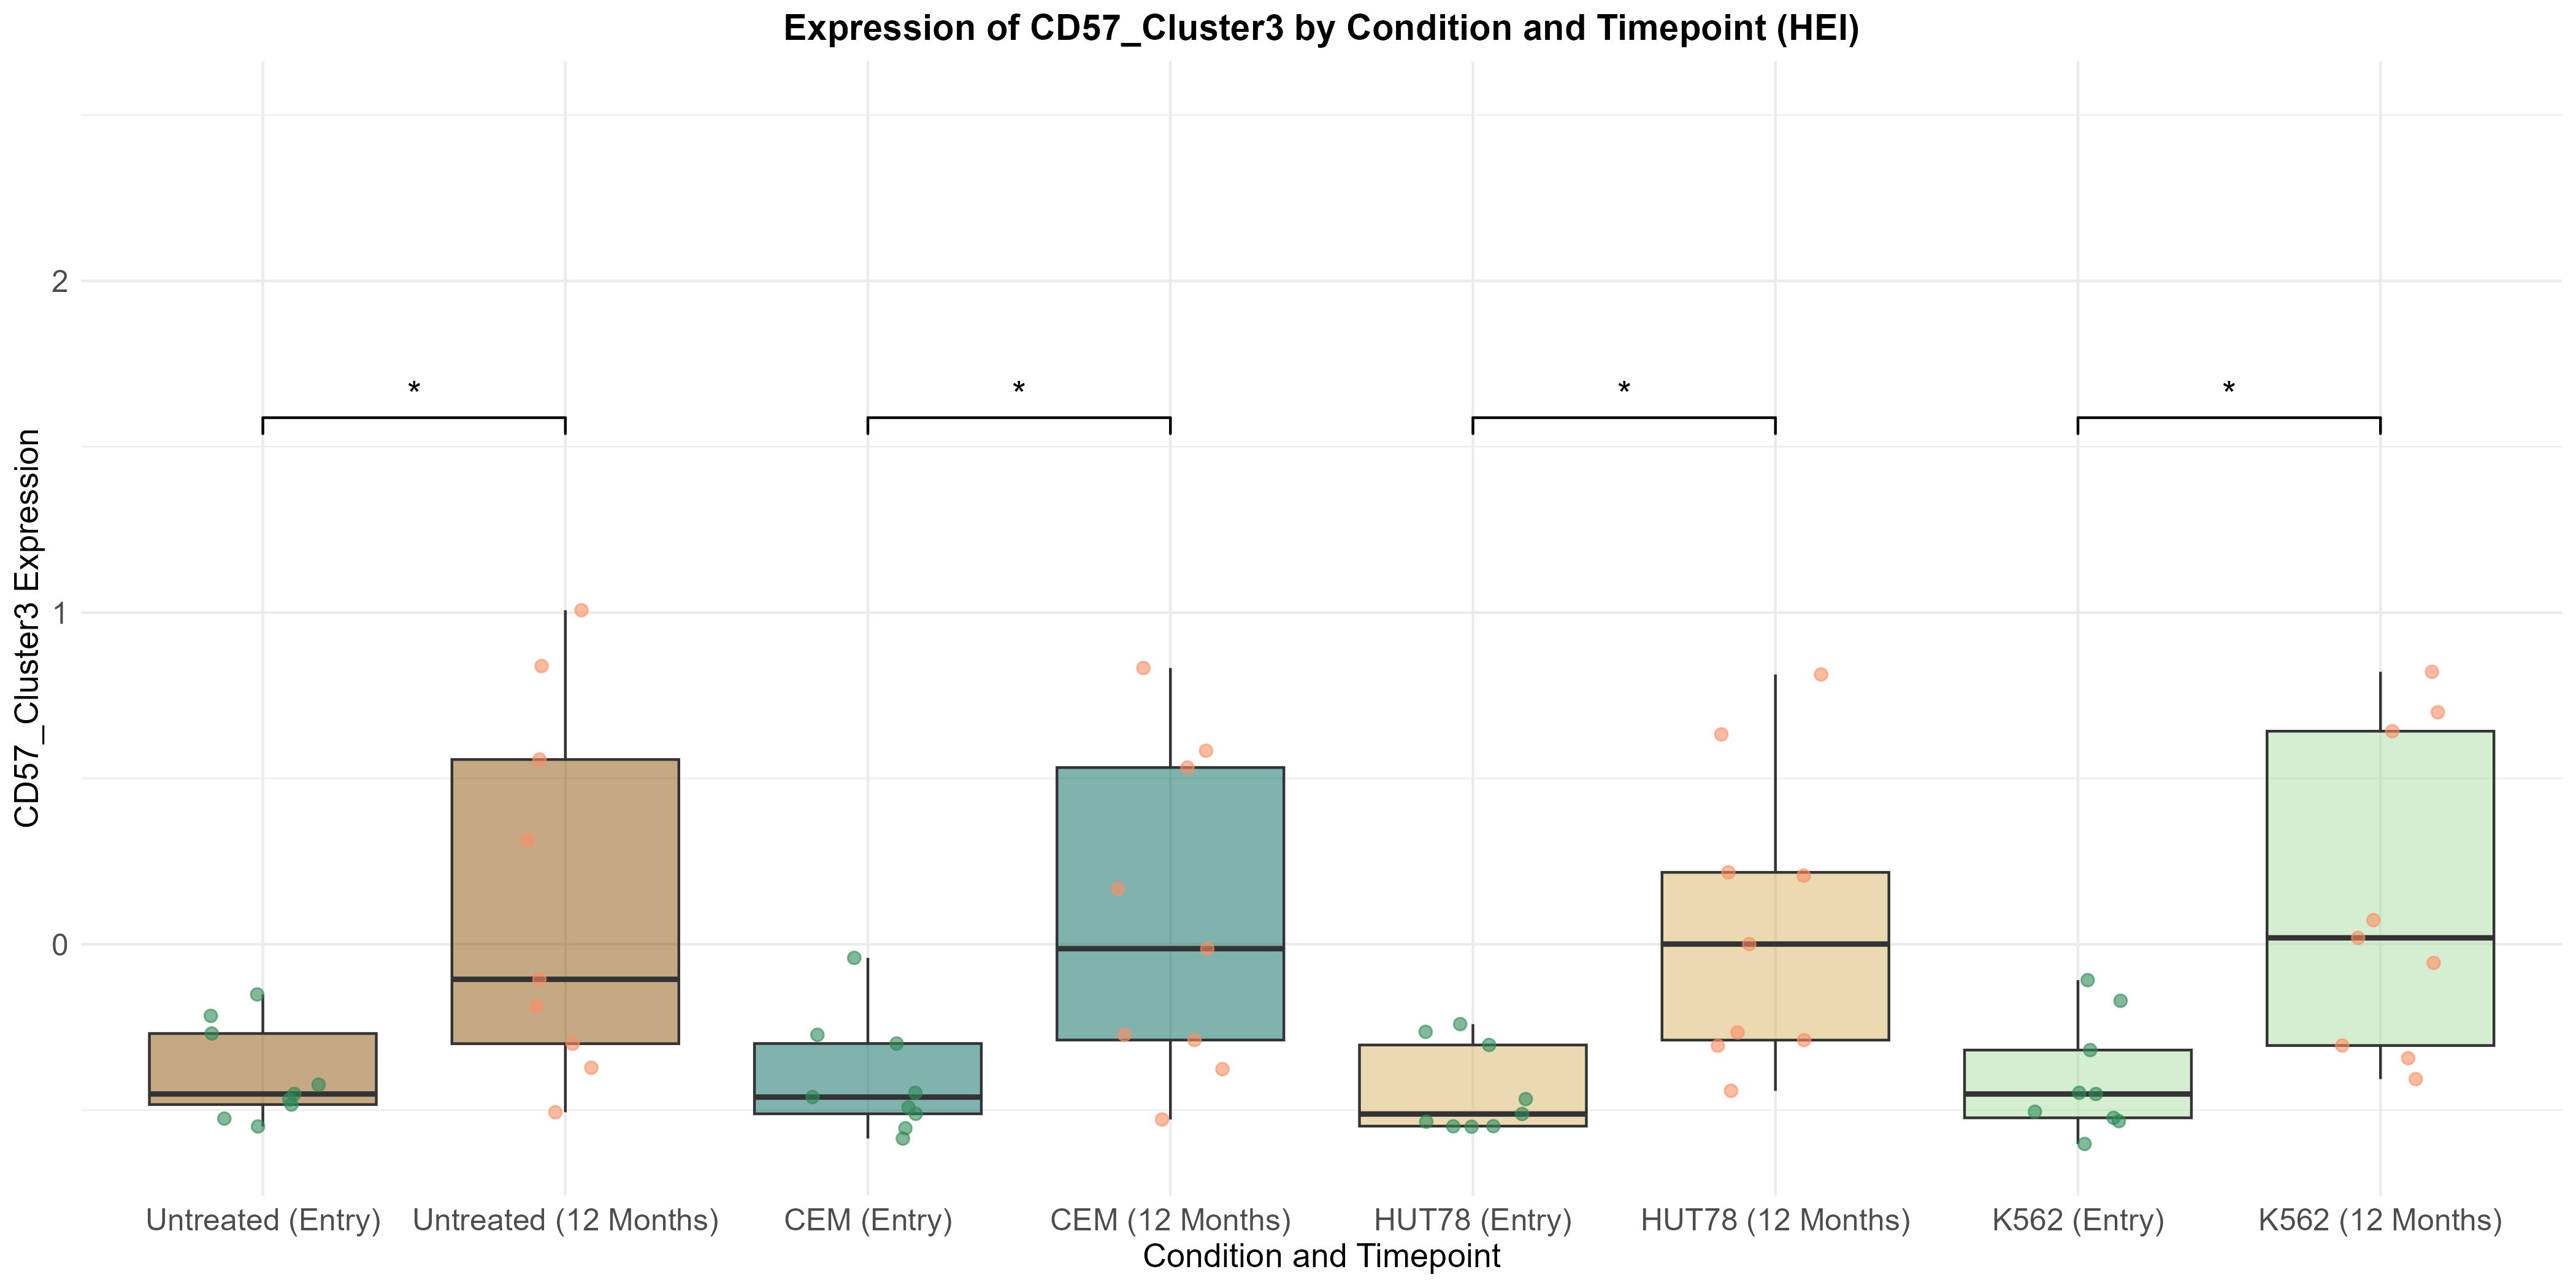 Expression of CD57_Cluster3 by Condition and Timepoint (HEI)
CD57_Cluster3 Expression
2
1
0
* * * *
Untreated (Entry) Untreated (12 Months) CEM (Entry) CEM (12 Months) HUT78 (Entry) HUT78 (12 Months) K562 (Entry) K562 (12 Months)
Condition and Timepoint